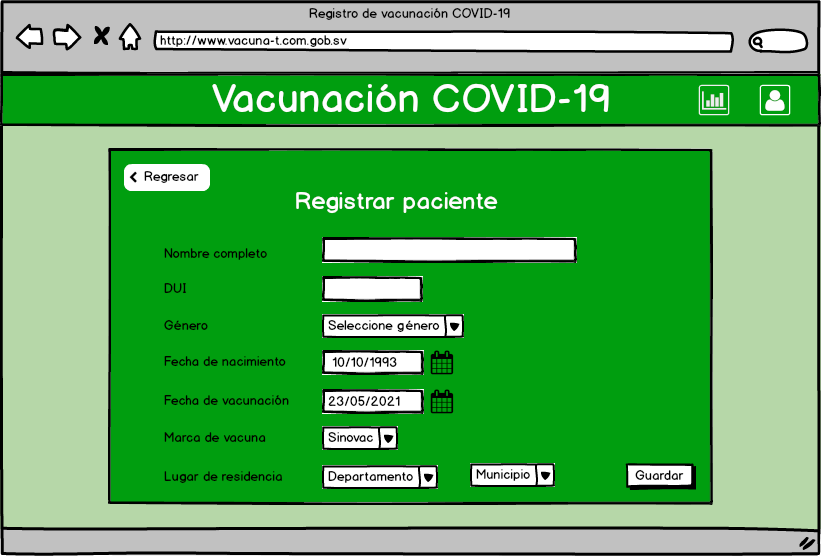 Registro de vacunación COVID-19
http://www.vacuna-t.com.gob.sv
Vacunación COVID-19
Regresar
Registrar paciente
Nombre completo
DUI
Género Seleccione género
Fecha de nacimiento 10/10/1993
Fecha de vacunación 23/05/2021
Marca de vacuna Sinovac
Lugar de residencia Departamento Municipio Guardar